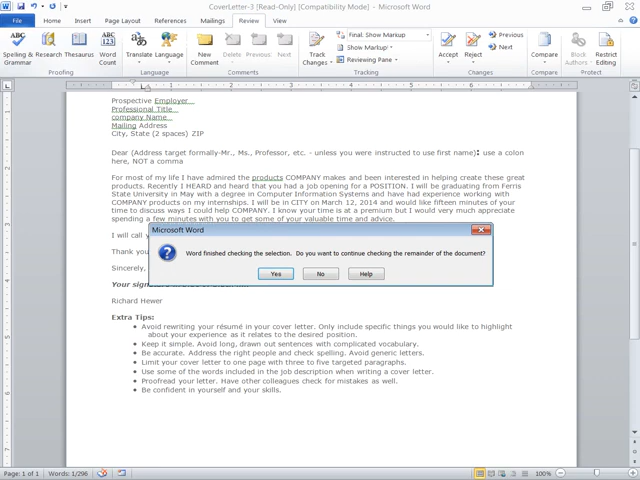 CoverLetter-3 [Read-Only] [Compatibility Mode] - Microsoft Word
File Home Insert Page Layout References Mailings Review View
Spelling & Grammar Research Thesaurus Word Count Translate Language New Comment Delete Previous Next Track Changes Final: Show Markup Show Markup Reviewing Pane Accept Reject Previous Next Compare Block Authors Restrict Editing
Proofing Language Comments Tracking Changes Compare Protect
Prospective Employer
Professional Title
company Name
Mailing Address
City, State (2 spaces) ZIP
Dear (Address target formally-Mr., Ms., Professor, etc. - unless you were instructed to use first name): use a colon
here, NOT a comma
For most of my life I have admired the products COMPANY makes and been interested in helping create these great
products. Recently I HEARD and heard that you had a job opening for a POSITION. I will be graduating from Ferris
State University in May with a degree in Computer Information Systems and have had experience working with
COMPANY products on my internships. I will be in CITY on March 12, 2014 and would like fifteen minutes of your
time to discuss ways I could help COMPANY. I know your time is at a premium but I would very much appreciate
spending a few minutes with you to get some of your valuable time and advice.
I will call y
Thank you
Sincerely,
Microsoft Word
Word finished checking the selection. Do you want to continue checking the remainder of the document?
Yes No Help
Richard Hewer
Extra Tips:
• Avoid rewriting your résumé in your cover letter. Only include specific things you would like to highlight
about your experience as it relates to the desired position.
• Keep it simple. Avoid long, drawn out sentences with complicated vocabulary.
• Be accurate. Address the right people and check spelling. Avoid generic letters.
• Limit your cover letter to one page with three to five targeted paragraphs.
• Use some of the words included in the job description when writing a cover letter.
• Proofread your letter. Have other colleagues check for mistakes as well.
• Be confident in yourself and your skills.
Page: 1 of 1 Words: 1/296 100%